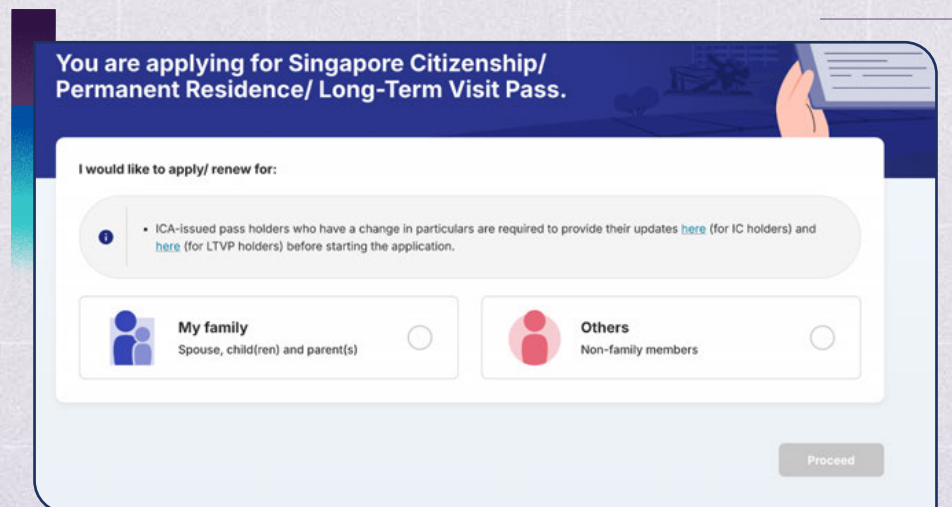 You are applying for Singapore Citizenship/
Permanent Residence/ Long-Term Visit Pass.
I would like to apply/ renew for:
• ICA-issued pass holders who have a change in particulars are required to provide their updates here (for IC holders) and
here (for LTVP holders) before starting the application.
My family
Spouse, child(ren) and parent(s)
Others
Non-family members
Proceed